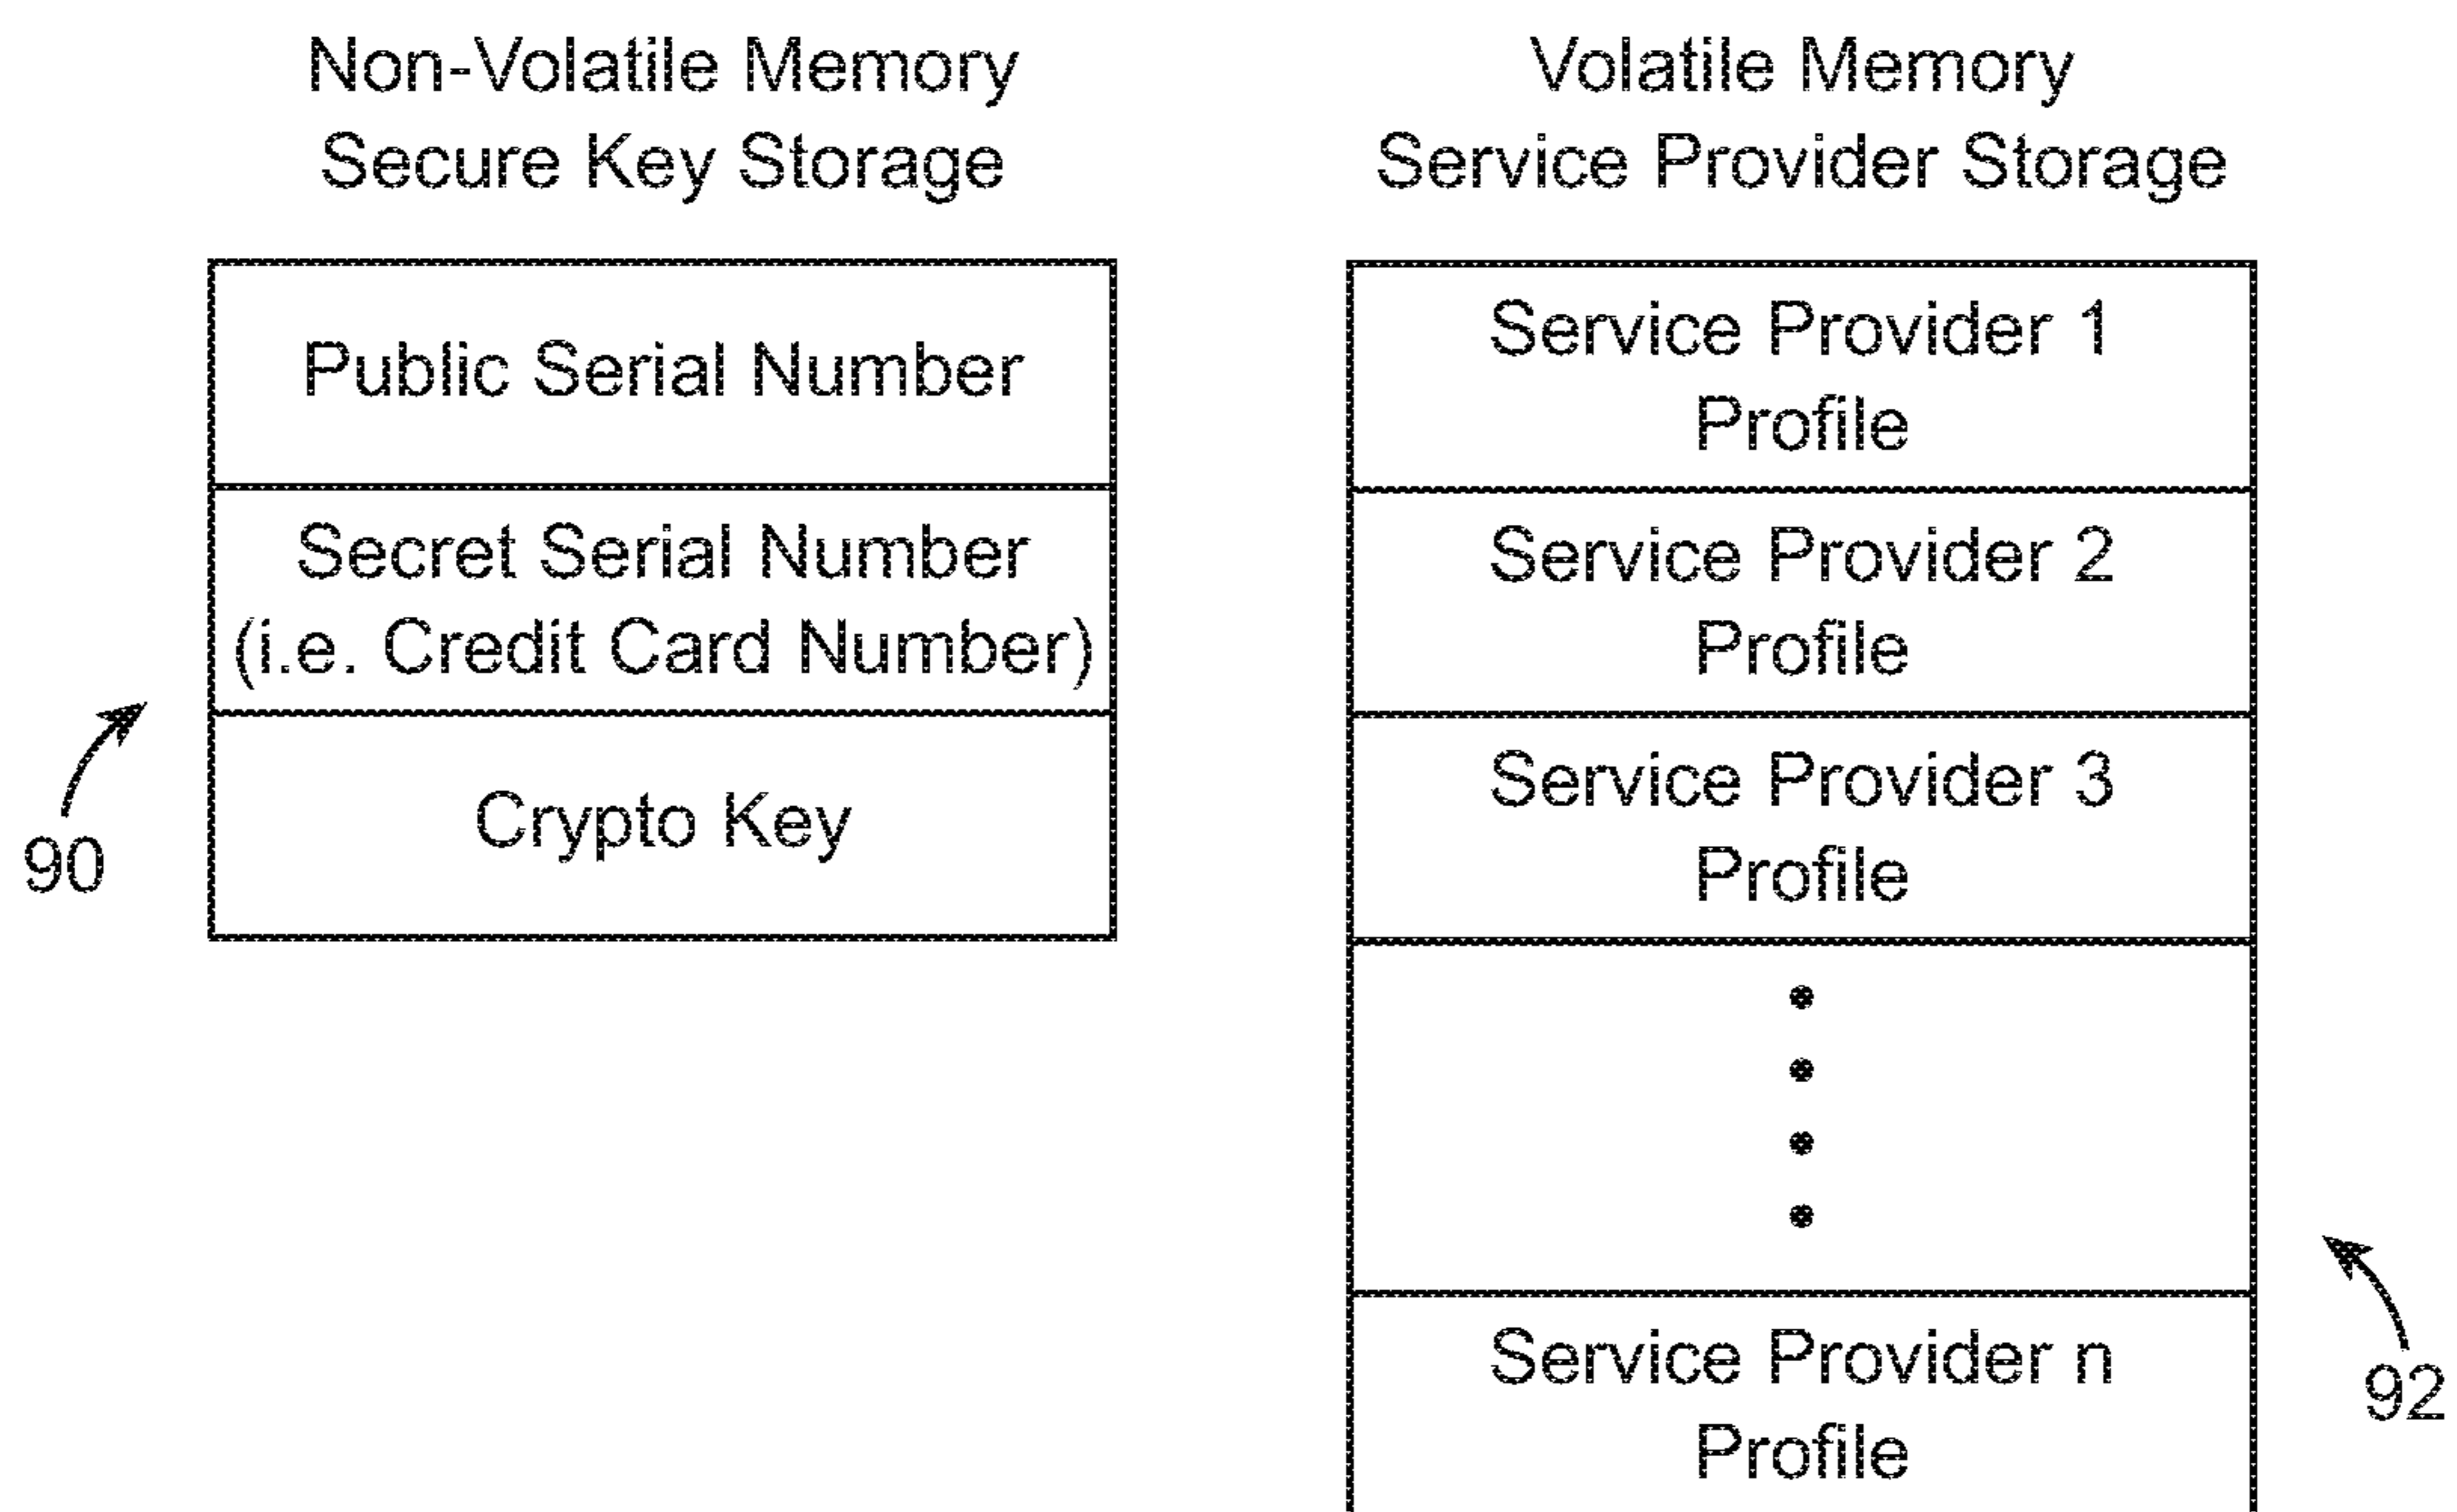 Non-Volatile Memory
Secure Key Storage
Public Serial Number
Secret Serial Number
(i.e. Credit Card Number)
Crypto Key
90
Volatile Memory
Service Provider Storage
Service Provider 1
Profile
Service Provider 2
Profile
Service Provider 3
Profile
Service Provider n
Profile
92